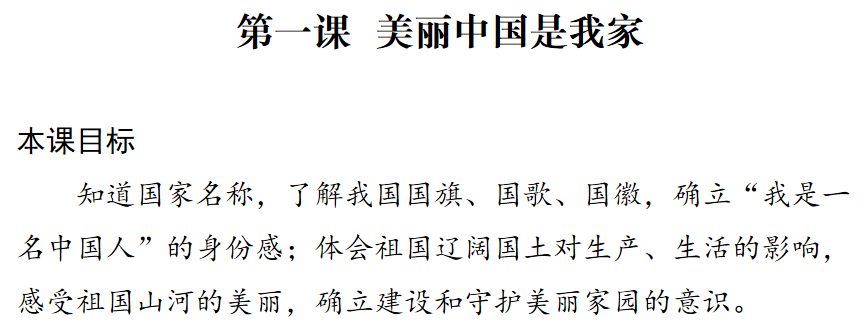 第一课 美丽中国是我家
本课目标
知道国家名称，了解我国国旗、国歌、国徽，确立“我是一
名中国人”的身份感；体会祖国辽阔国土对生产、生活的影响，
感受祖国山河的美丽，确立建设和守护美丽家园的意识。